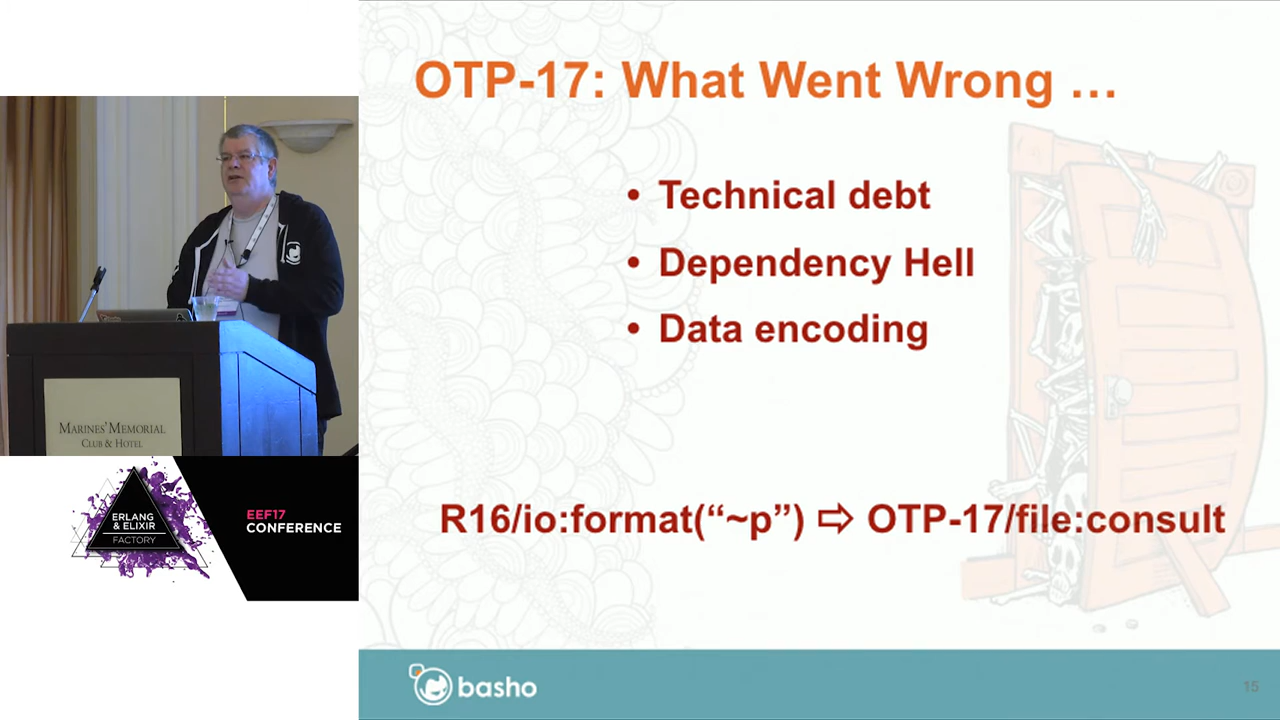 OTP-17: What Went Wrong …
• Technical debt
• Dependency Hell
• Data encoding
R16/io:format(“~p”) ⇨ OTP-17/file:consult
basho
15
MARINES' MEMORIAL
CLUB & HOTEL
ERLANG
& ELIXIR
FACTORY
EEF17
CONFERENCE